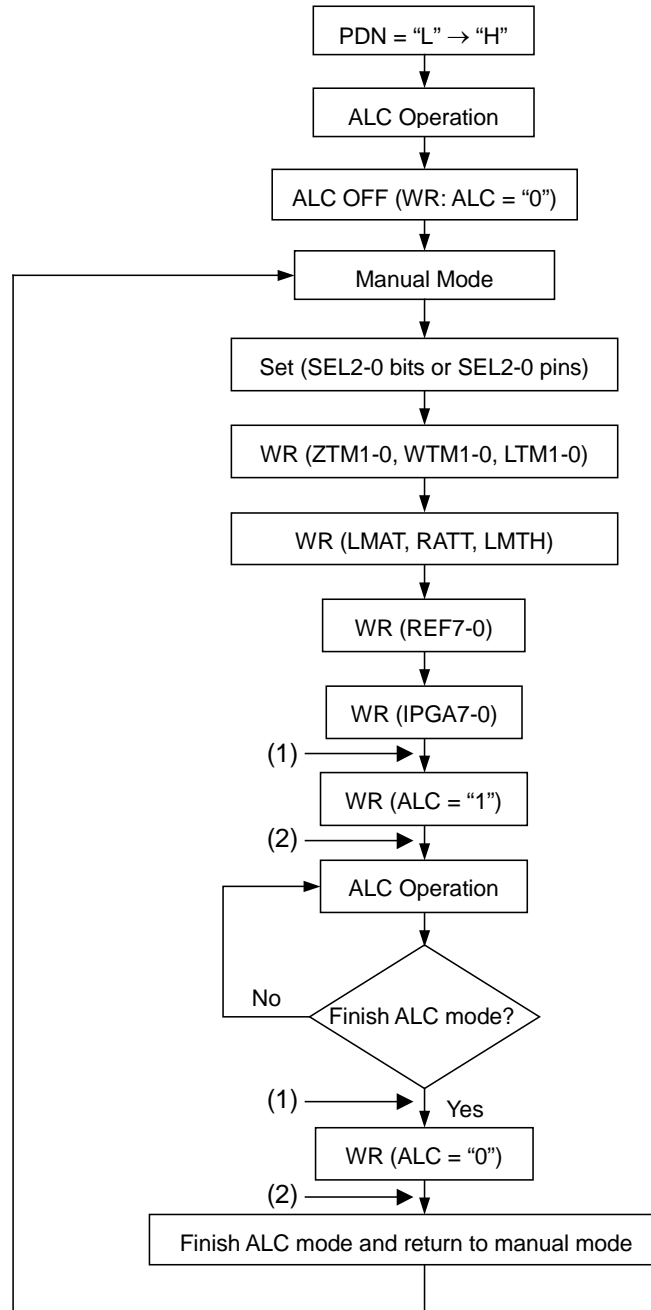 PDN = “L” → “H”
ALC Operation
ALC OFF (WR: ALC = “0”)
Manual Mode
Set (SEL2-0 bits or SEL2-0 pins)
WR (ZTM1-0, WTM1-0, LTM1-0)
WR (LMAT, RATT, LMTH)
WR (REF7-0)
WR (IPGA7-0)
(1)
WR (ALC = “1”)
(2)
ALC Operation
No
Finish ALC mode?
(1)
Yes
WR (ALC = “0”)
(2)
Finish ALC mode and return to manual mode